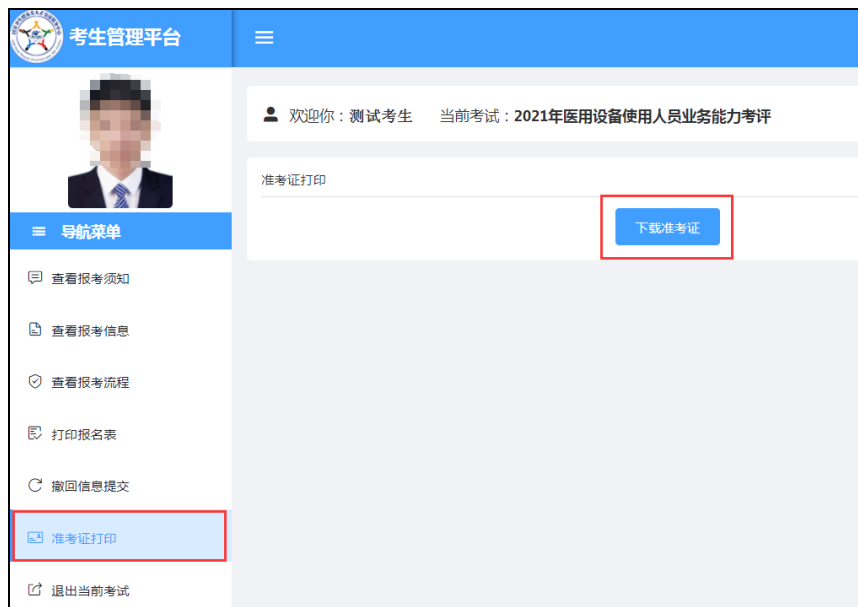 考生管理平台
欢迎你：测试考生 当前考试：2021年医用设备使用人员业务能力考评
准考证打印
下载准考证
导航菜单
查看报考须知
查看报考信息
查看报考流程
打印报名表
撤回信息提交
准考证打印
退出当前考试